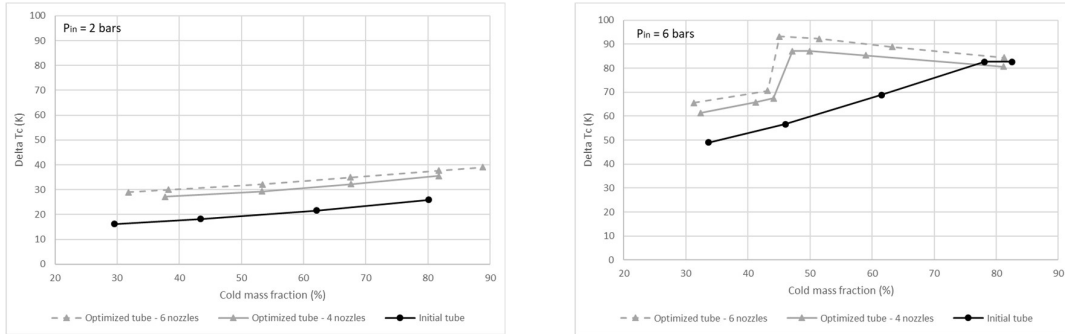 P_in = 2 bars
100
90
80
70
60
50
40
30
20
10
0
Delta Tc (K)
20 30 40 50 60 70 80 90
Cold mass fraction (%)
Optimized tube - 6 nozzles Optimized tube - 4 nozzles Initial tube
P_in = 6 bars
100
90
80
70
60
50
40
30
20
10
0
Delta Tc (K)
20 30 40 50 60 70 80 90
Cold mass fraction (%)
Optimized tube - 6 nozzles Optimized tube - 4 nozzles Initial tube